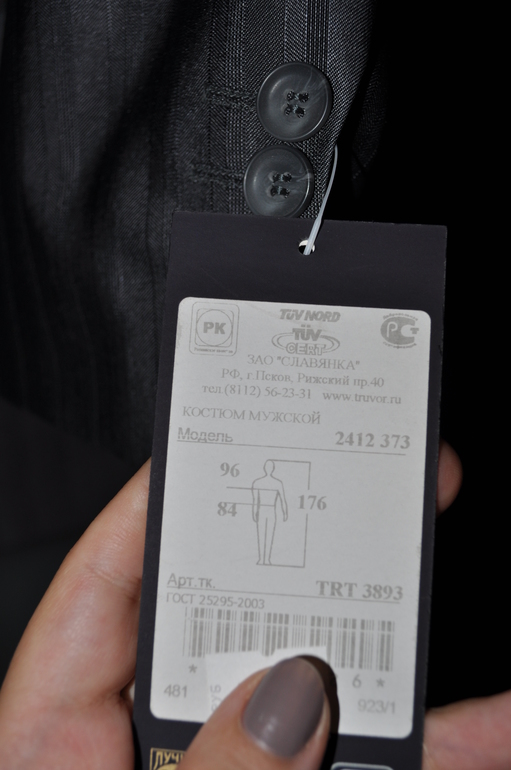 РК
TÜV NORD
TÜV
CERT
РСТ
ЗАО "СЛАВЯНКА"
РФ, г.Псков, Рижский пр.40
тел.(8112) 56-23-31 www.truvor.ru
КОСТЮМ МУЖСКОЙ
Модель 2412 373
96
84
176
Арт.тк. TRT 3893
ГОСТ 25295-2003
* 6 *
481 923/1